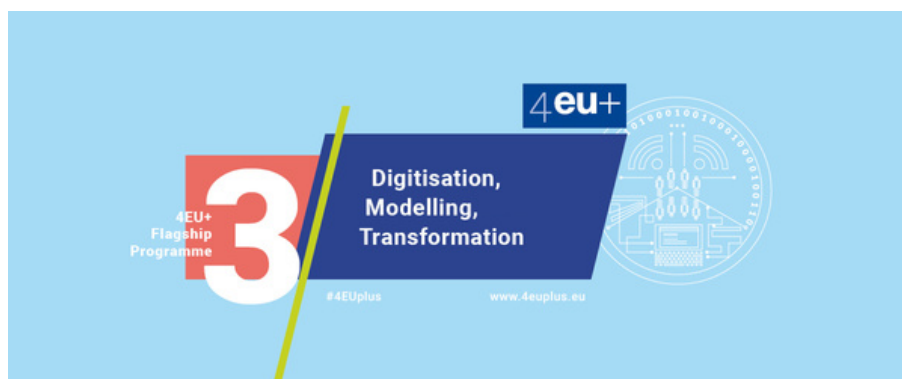 4eu+
4EU+
Flagship
Programme
3
Digitisation,
Modelling,
Transformation
#4EUplus
www.4euplus.eu